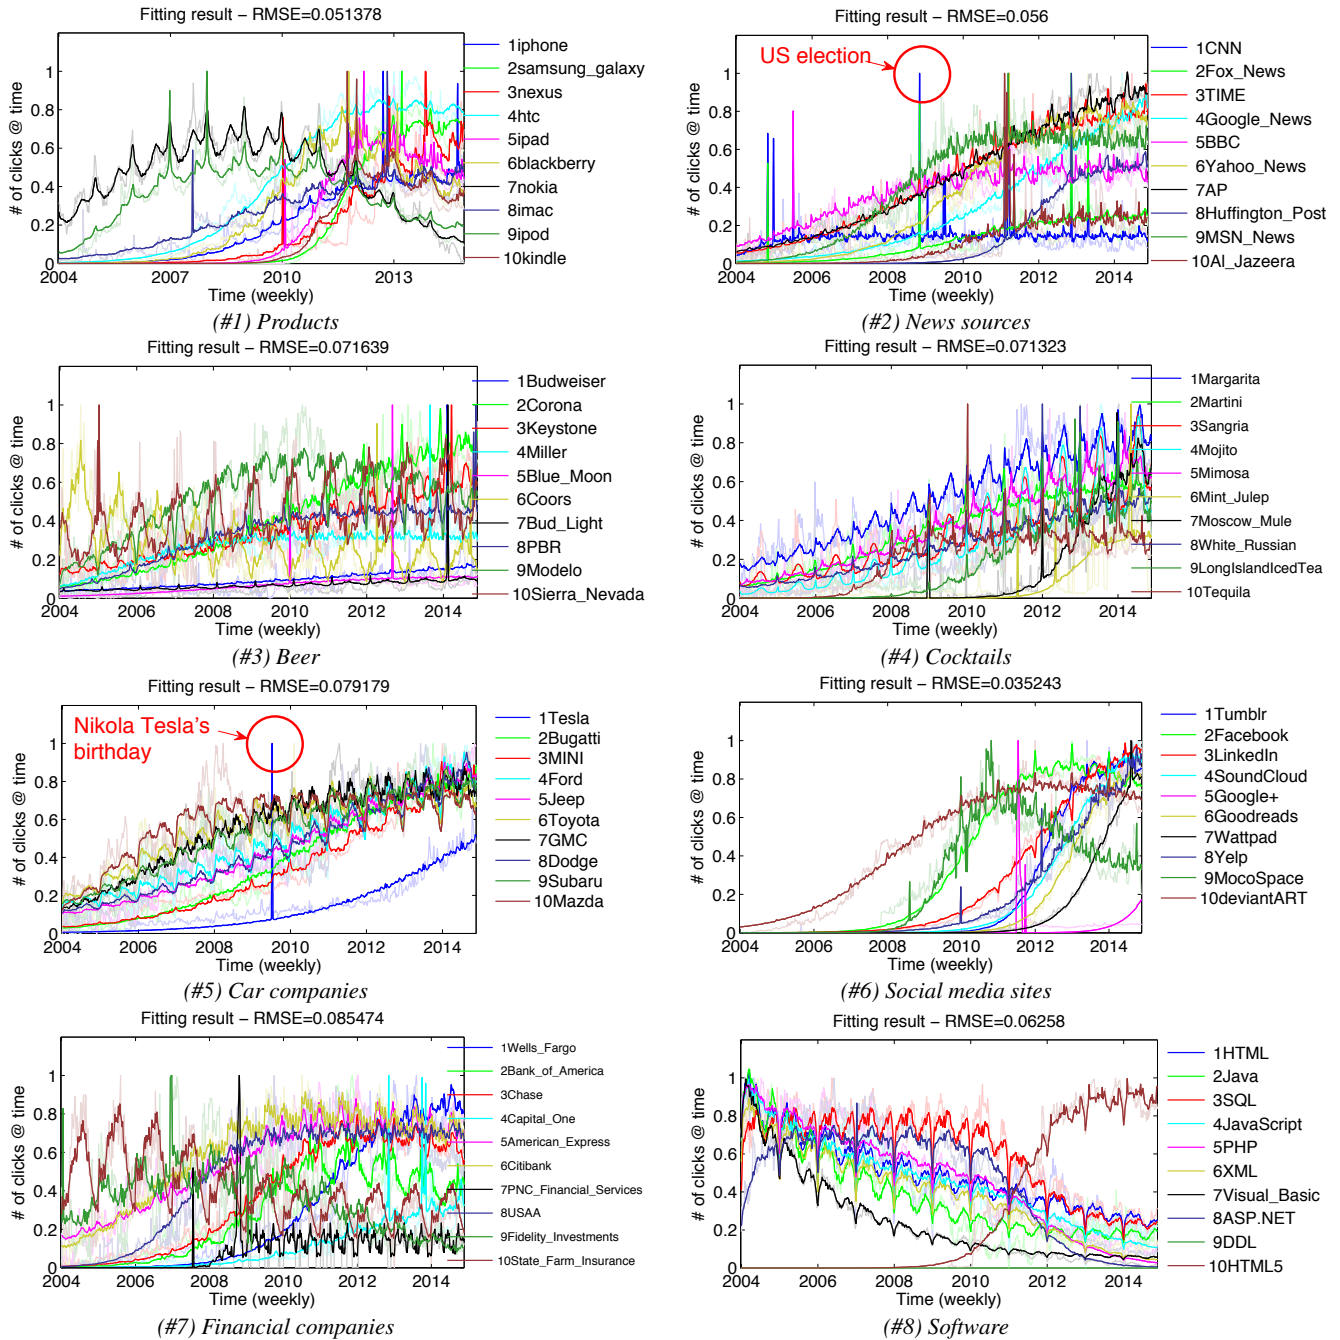 Fitting result − RMSE=0.051378
# of clicks @ time
1
0.8
0.6
0.4
0.2
0
2004 2007 2010 2013
Time (weekly)
1iphone
2samsung_galaxy
3nexus
4htc
5ipad
6blackberry
7nokia
8imac
9ipod
10kindle
(#1) Products
Fitting result − RMSE=0.056
US election
# of clicks @ time
1
0.8
0.6
0.4
0.2
0
2004 2006 2008 2010 2012 2014
Time (weekly)
1CNN
2Fox_News
3TIME
4Google_News
5BBC
6Yahoo_News
7AP
8Huffington_Post
9MSN_News
10Al_Jazeera
(#2) News sources
Fitting result − RMSE=0.071639
# of clicks @ time
1
0.8
0.6
0.4
0.2
0
2004 2006 2008 2010 2012 2014
Time (weekly)
1Budweiser
2Corona
3Keystone
4Miller
5Blue_Moon
6Coors
7Bud_Light
8PBR
9Modelo
10Sierra_Nevada
(#3) Beer
Fitting result − RMSE=0.071323
# of clicks @ time
1
0.8
0.6
0.4
0.2
0
2004 2006 2008 2010 2012 2014
Time (weekly)
1Margarita
2Martini
3Sangria
4Mojito
5Mimosa
6Mint_Julep
7Moscow_Mule
8White_Russian
9LongIslandIcedTea
10Tequila
(#4) Cocktails
Fitting result − RMSE=0.079179
Nikola Tesla's
birthday
# of clicks @ time
1
0.8
0.6
0.4
0.2
0
2004 2006 2008 2010 2012 2014
Time (weekly)
1Tesla
2Bugatti
3MINI
4Ford
5Jeep
6Toyota
7GMC
8Dodge
9Subaru
10Mazda
(#5) Car companies
Fitting result − RMSE=0.035243
# of clicks @ time
1
0.8
0.6
0.4
0.2
0
2004 2006 2008 2010 2012 2014
Time (weekly)
1Tumblr
2Facebook
3LinkedIn
4SoundCloud
5Google+
6Goodreads
7Wattpad
8Yelp
9MocoSpace
10deviantART
(#6) Social media sites
Fitting result − RMSE=0.085474
# of clicks @ time
1
0.8
0.6
0.4
0.2
0
2004 2006 2008 2010 2012 2014
Time (weekly)
1Wells_Fargo
2Bank_of_America
3Chase
4Capital_One
5American_Express
6Citibank
7PNC_Financial_Services
8USAA
9Fidelity_Investments
10State_Farm_Insurance
(#7) Financial companies
Fitting result − RMSE=0.06258
# of clicks @ time
1
0.8
0.6
0.4
0.2
0
2004 2006 2008 2010 2012 2014
Time (weekly)
1HTML
2Java
3SQL
4JavaScript
5PHP
6XML
7Visual_Basic
8ASP.NET
9DDL
10HTML5
(#8) Software